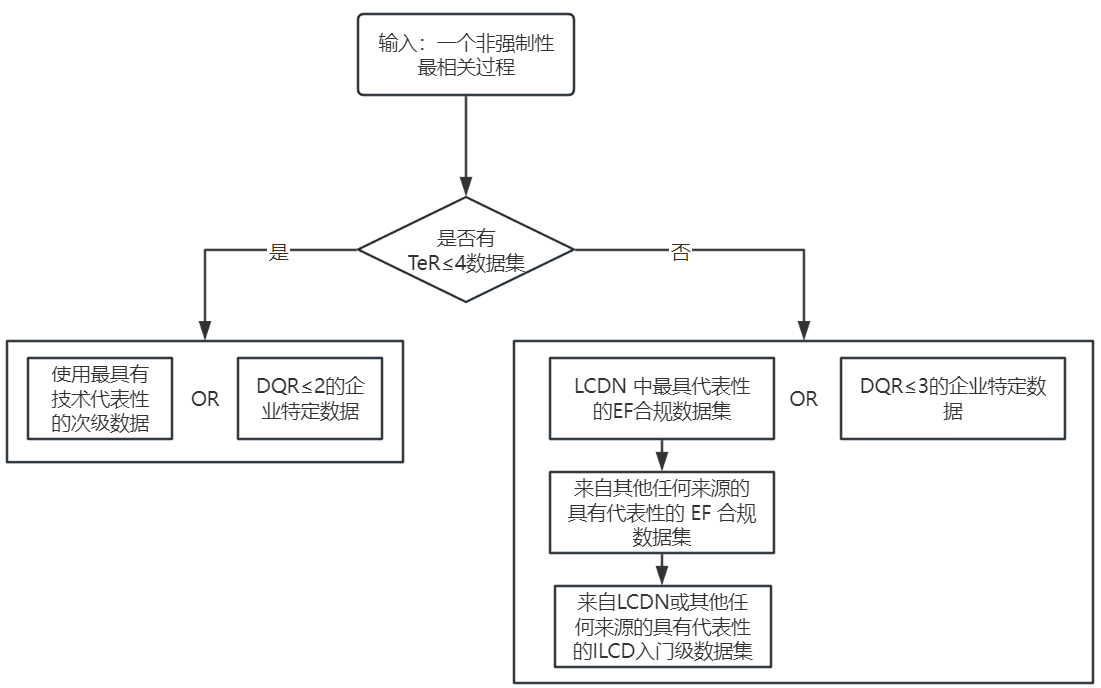 输入：一个非强制性
最相关过程
是否有
TeR≤4数据集
是
否
使用最具有
技术代表性
的次级数据
OR
DQR≤2的企
业特定数据
LCDN 中最具代表性
的EF合规数据集
OR
DQR≤3的企业特定数
据
来自其他任何来源的
具有代表性的 EF 合规
数据集
来自LCDN或其他任
何来源的具有代表性
的ILCD入门级数据集